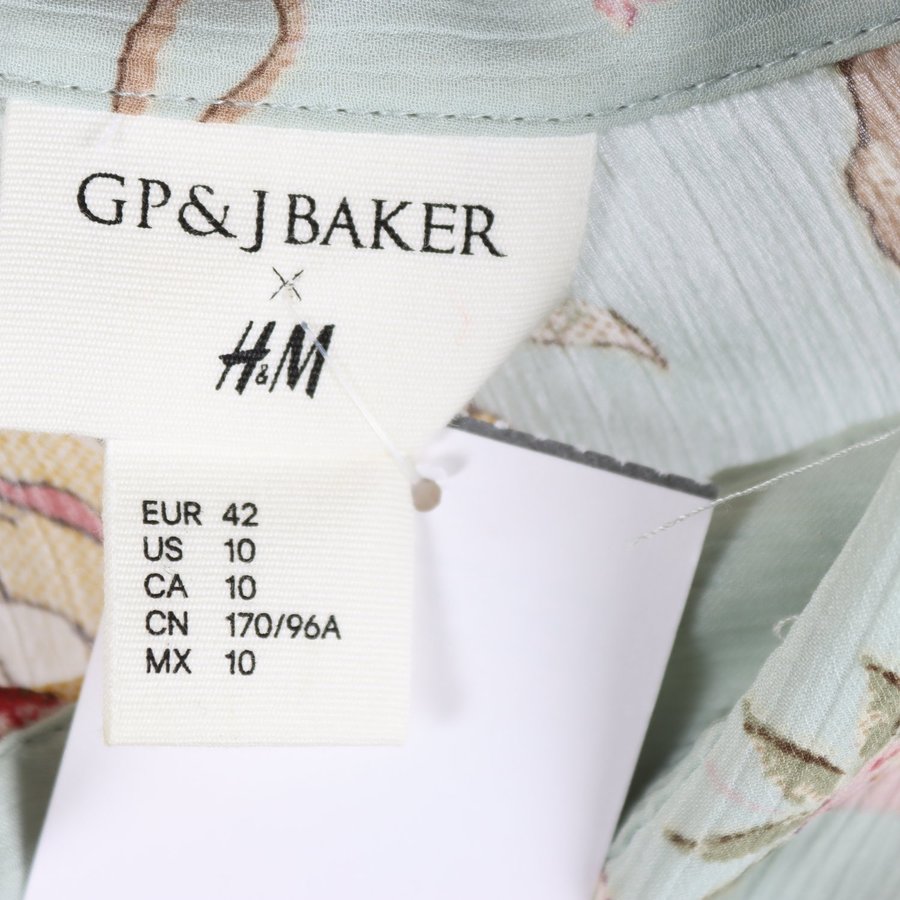 GP&J BAKER
X
H&M
EUR 42
US 10
CA 10
CN 170/96A
MX 10